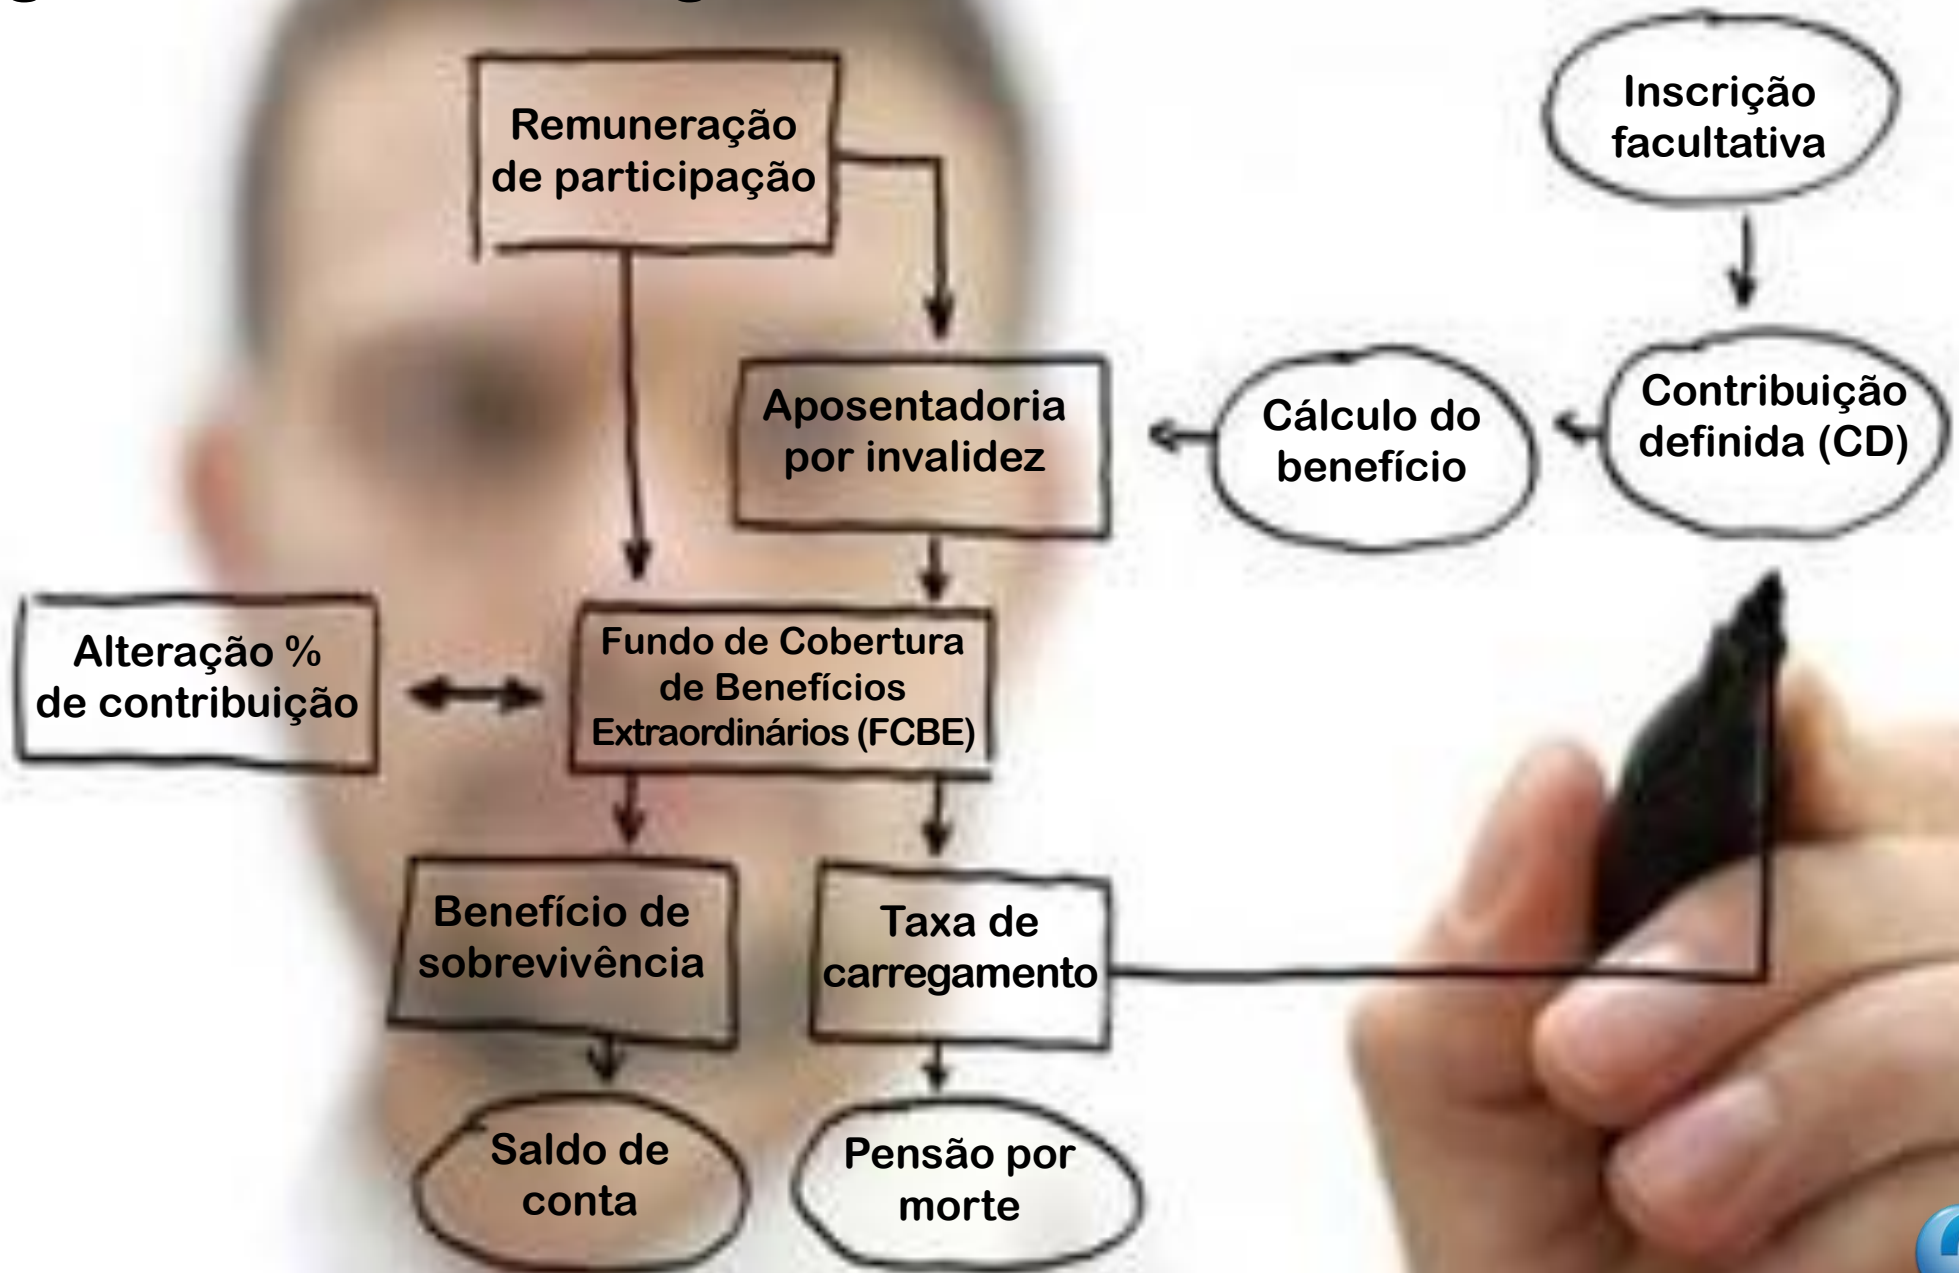 Remuneração
de participação
Inscrição
facultativa
Aposentadoria
por invalidez
Cálculo do
benefício
Contribuição
definida (CD)
Alteração %
de contribuição
Fundo de Cobertura
de Benefícios
Extraordinários (FCBE)
Benefício de
sobrevivência
Taxa de
carregamento
Saldo de
conta
Pensão por
morte